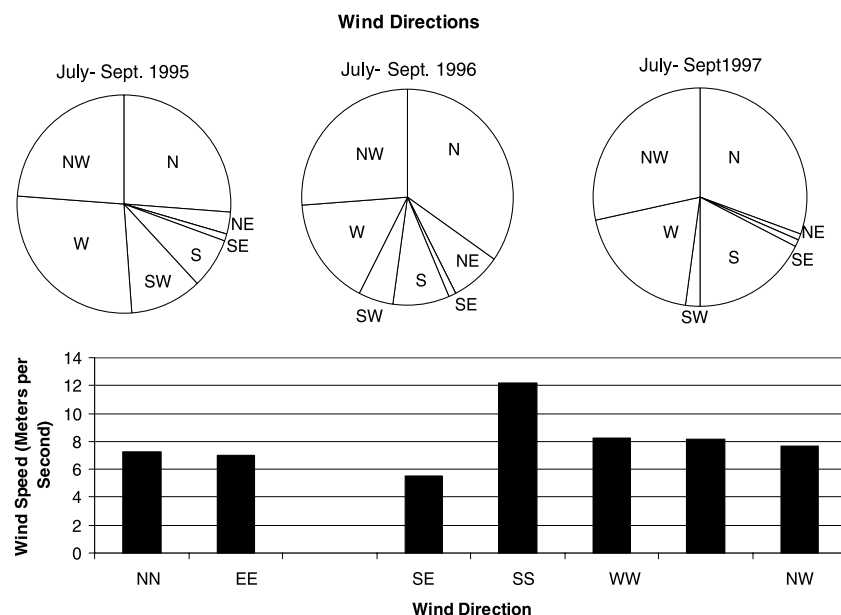 Wind Directions
July- Sept. 1995
July- Sept. 1996
July- Sept1997
NW
N
NE
SE
S
SW
W
NW
N
NE
SE
S
SW
W
NW
N
NE
SE
S
SW
W
Wind Speed (Meters per
Second)
14
12
10
8
6
4
2
0
NN
EE
SE
SS
WW
NW
Wind Direction